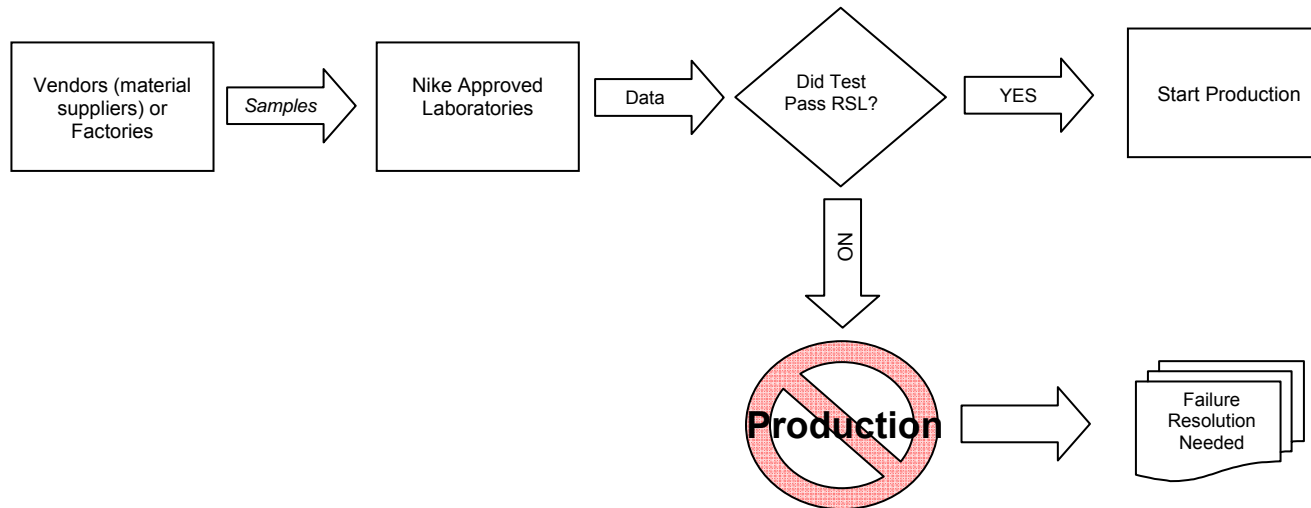 Vendors (material
suppliers) or
Factories
Samples
Nike Approved
Laboratories
Data
Did Test
Pass RSL?
YES
Start Production
NO
Production
Failure
Resolution
Needed